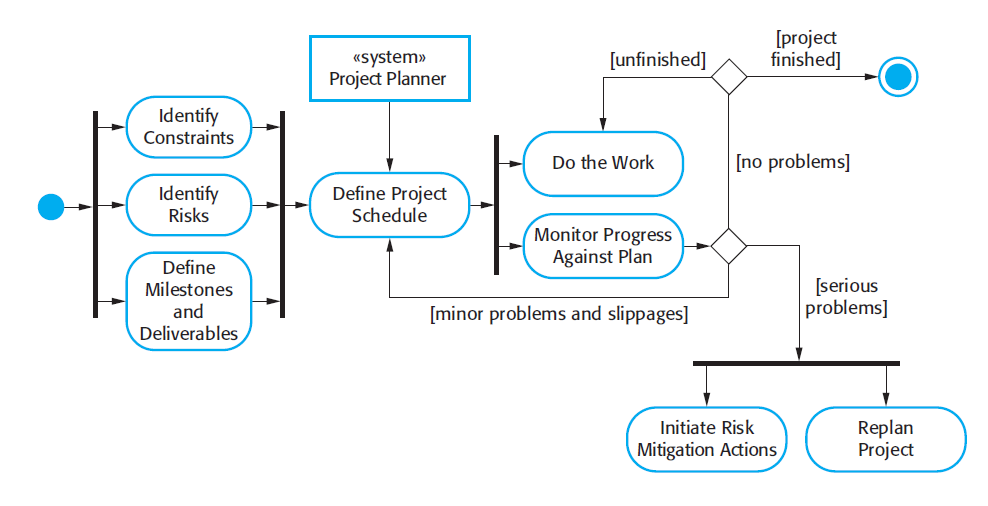 «system»
Project Planner
[unfinished]
[project
finished]
Identify
Constraints
Do the Work
[no problems]
Identify
Risks
Define Project
Schedule
Monitor Progress
Against Plan
Define
Milestones
and
Deliverables
[minor problems and slippages]
[serious
problems]
Initiate Risk
Mitigation Actions
Replan
Project